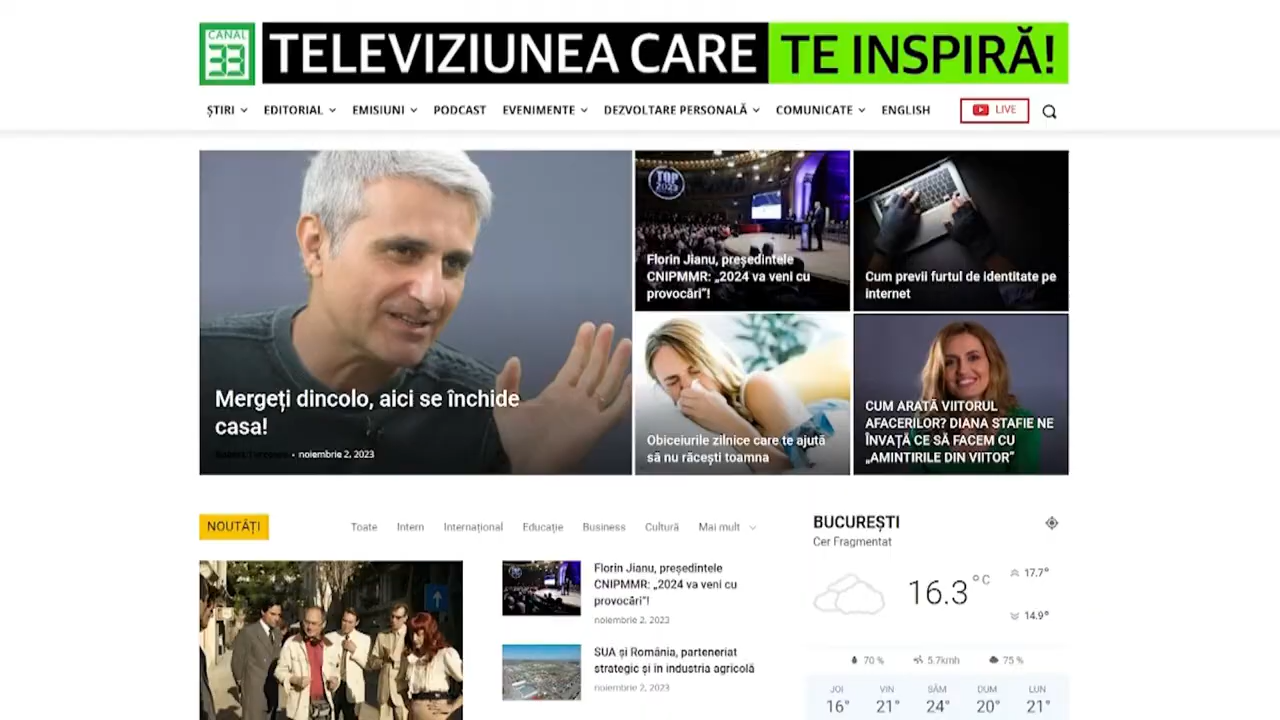 CANAL
33
TELEVIZIUNEA CARE TE INSPIRĂ!
ȘTIRI
EDITORIAL
EMISIUNI
PODCAST
EVENIMENTE
DEZVOLTARE PERSONALĂ
COMUNICATE
ENGLISH
LIVE
Mergeți dincolo, aici se închide
casa!
noiembrie 2, 2023
TOP
2023
Florin Jianu, președintele
CNIPMMR: „2024 va veni cu
provocări”!
Cum previi furtul de identitate pe
internet
Obiceiurile zilnice care te ajută
să nu răcești toamna
CUM ARATĂ VIITORUL
AFACERILOR? DIANA STAFIE NE
ÎNVAȚĂ CE SĂ FACEM CU
„AMINTIRILE DIN VIITOR”
NOUTĂȚI
Toate
Intern
Internațional
Educație
Business
Cultură
Mai mult
Florin Jianu, președintele
CNIPMMR: „2024 va veni cu
provocări”!
noiembrie 2, 2023
SUA și România, parteneriat
strategic și în industria agricolă
noiembrie 2, 2023
BUCUREȘTI
Cer Fragmentat
16.3 °C
17.7°
14.9°
70 %
5.7kmh
75 %
JOI VIN SÂM DUM LUN
16° 21° 24° 20° 21°